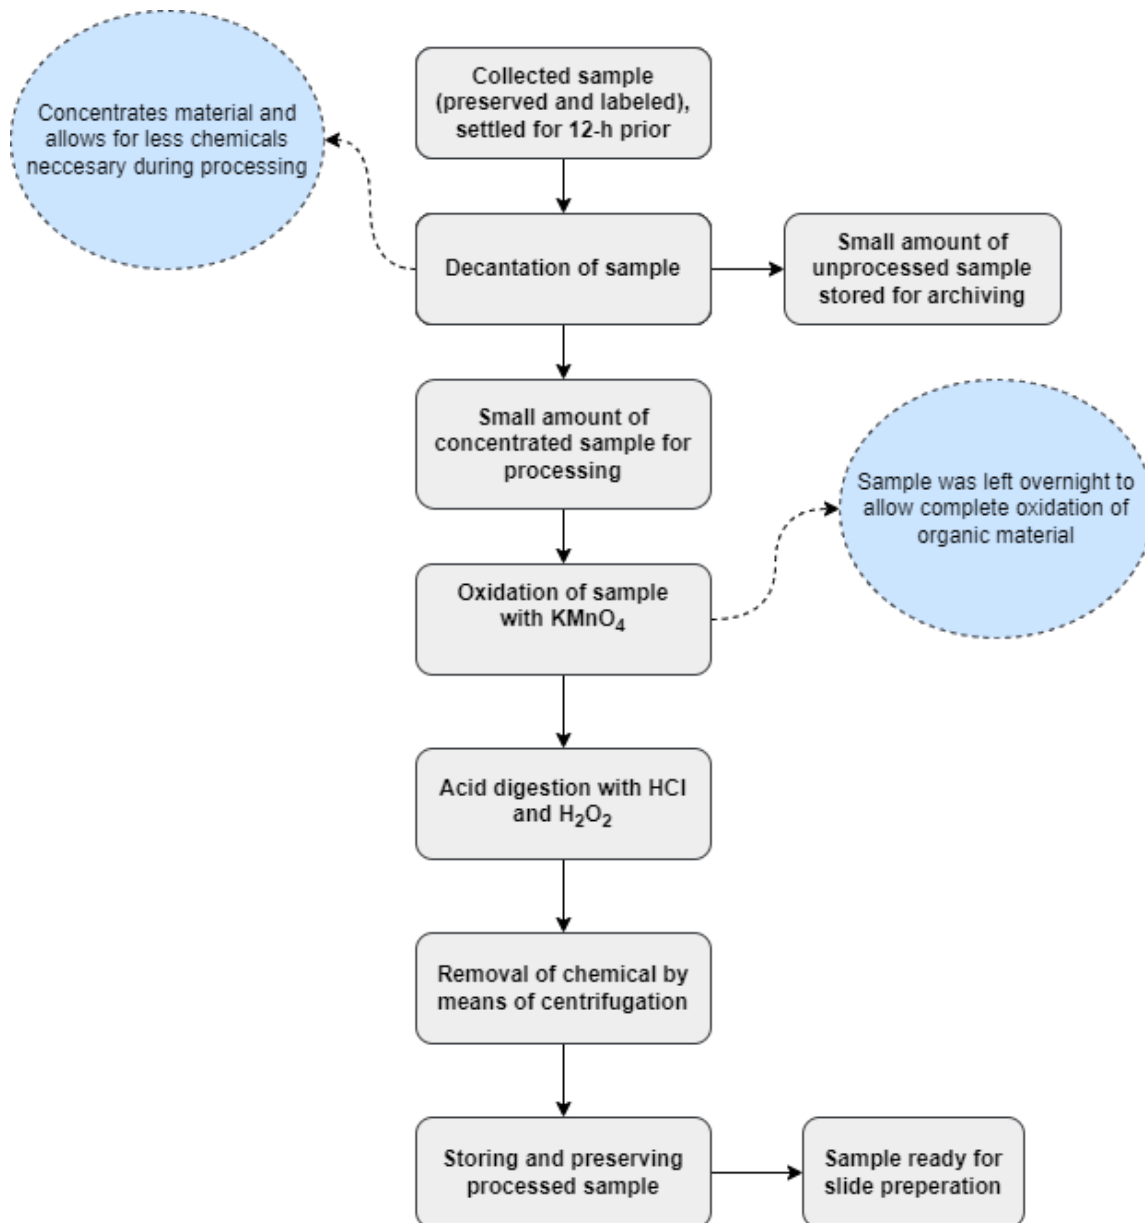 Collected sample
(preserved and labeled),
settled for 12-h prior
Concentrates material and
allows for less chemicals
neccesary during processing
Decantation of sample
Small amount of
unprocessed sample
stored for archiving
Small amount of
concentrated sample for
processing
Sample was left overnight to
allow complete oxidation of
organic material
Oxidation of sample
with KMnO₄
Acid digestion with HCl
and H₂O₂
Removal of chemical by
means of centrifugation
Storing and preserving
processed sample
Sample ready for
slide preperation